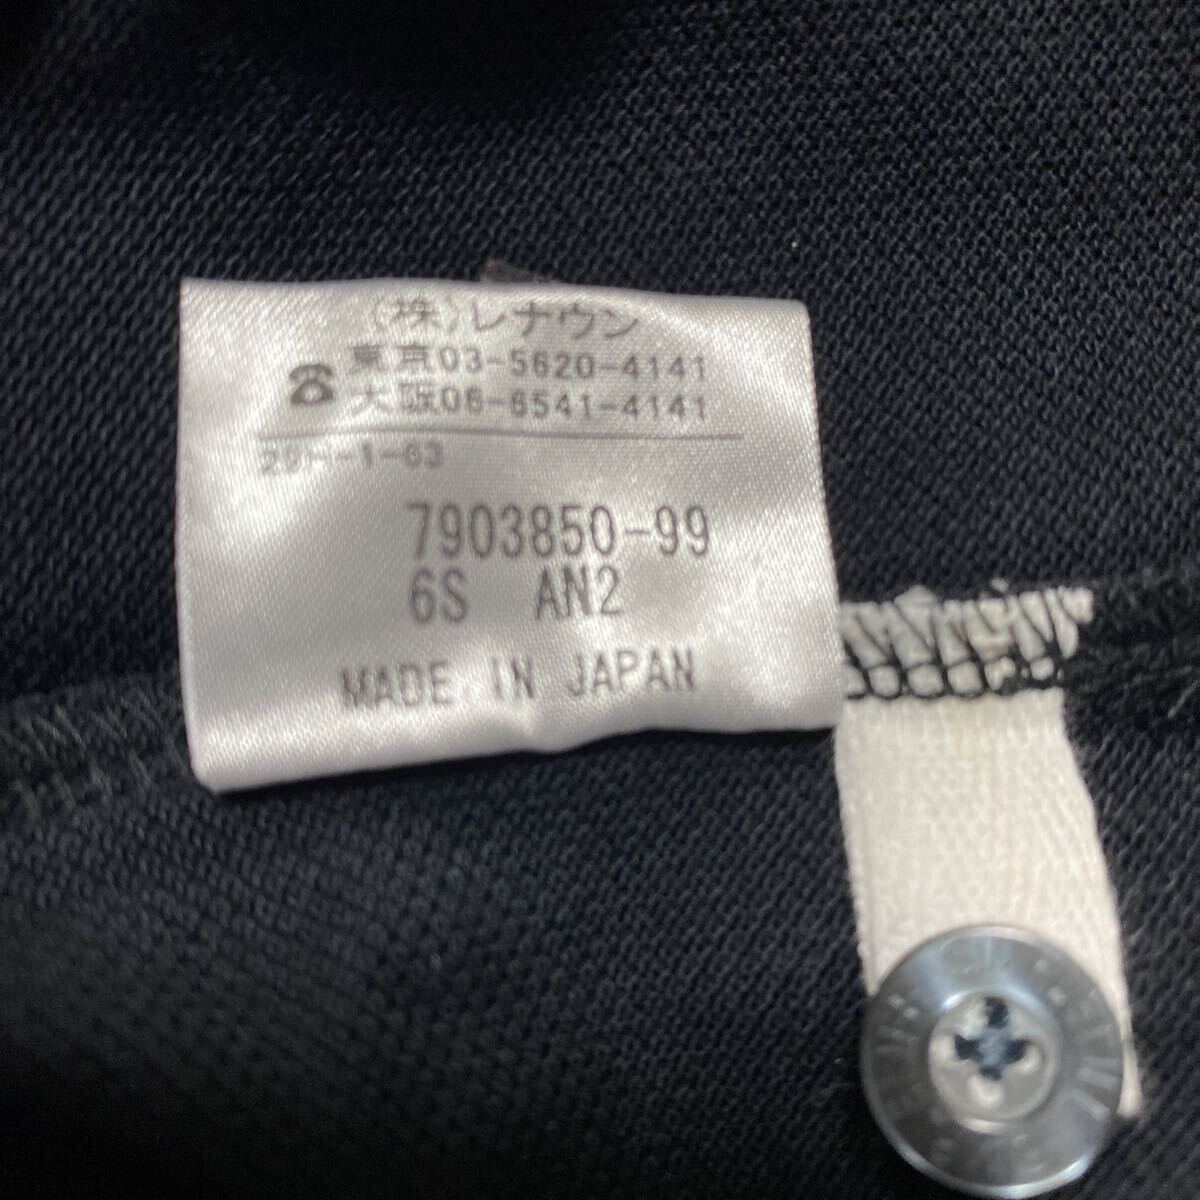 (株)レナウン
☎ 東京03-5620-4141
大阪06-6541-4141
7903850-99
6S AN2
MADE IN JAPAN